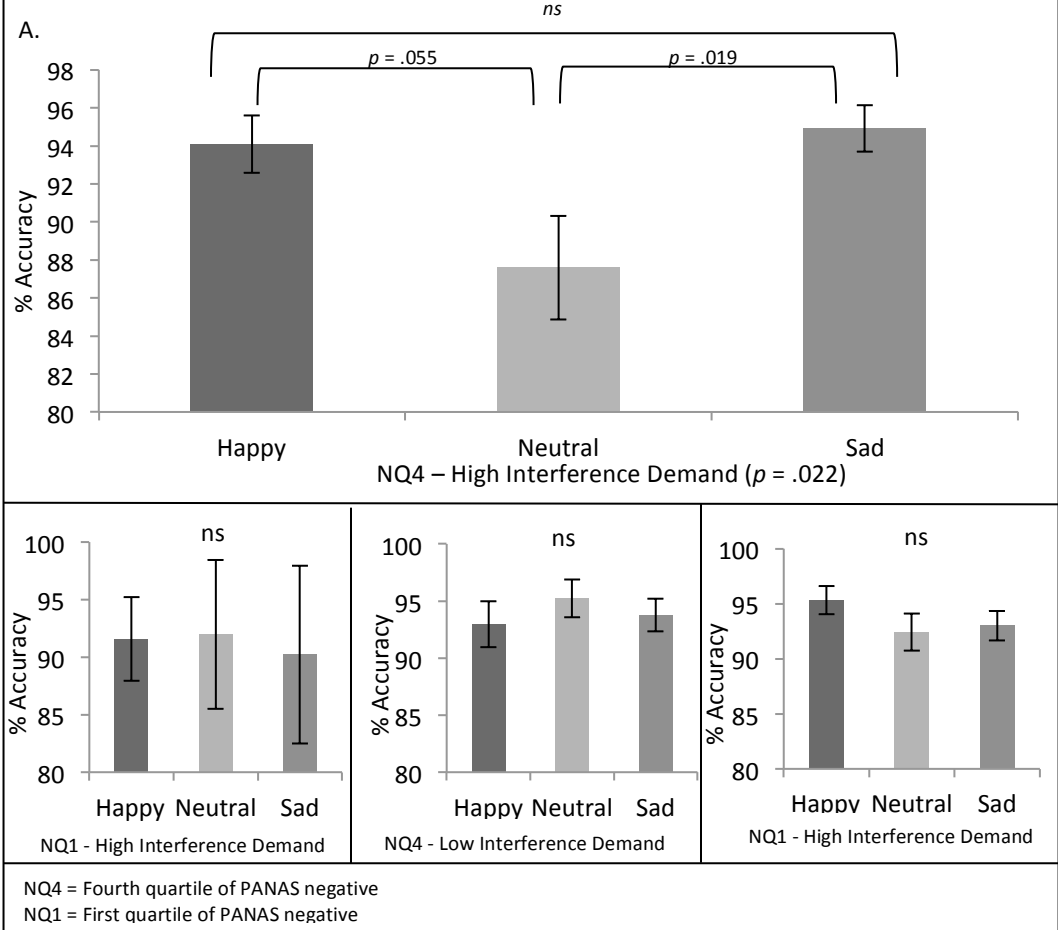 ns
A.
p = .055
p = .019
98
96
94
92
90
88
86
84
82
80
% Accuracy
Happy Neutral Sad
NQ4 – High Interference Demand (p = .022)
ns
100
95
90
85
80
% Accuracy
Happy Neutral Sad
NQ1 - High Interference Demand
ns
100
95
90
85
80
% Accuracy
Happy Neutral Sad
NQ4 - Low Interference Demand
ns
100
95
90
85
80
% Accuracy
Happy Neutral Sad
NQ1 - High Interference Demand
NQ4 = Fourth quartile of PANAS negative
NQ1 = First quartile of PANAS negative